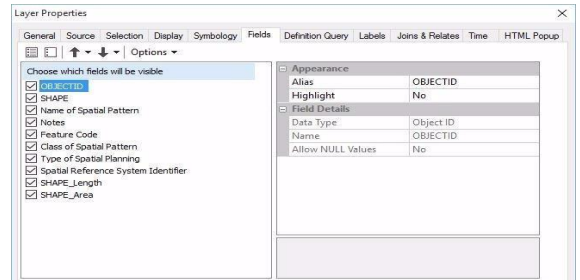 Layer Properties
General Source Selection Display Symbology Fields Definition Query Labels Joins & Relates Time HTML Popup
Options
Choose which fields will be visible
OBJECTID
SHAPE
Name of Spatial Pattern
Notes
Feature Code
Class of Spatial Pattern
Type of Spatial Planning
Spatial Reference System Identifier
SHAPE_Length
SHAPE_Area
Appearance
Alias OBJECTID
Highlight No
Field Details
Data Type Object ID
Name OBJECTID
Allow NULL Values No